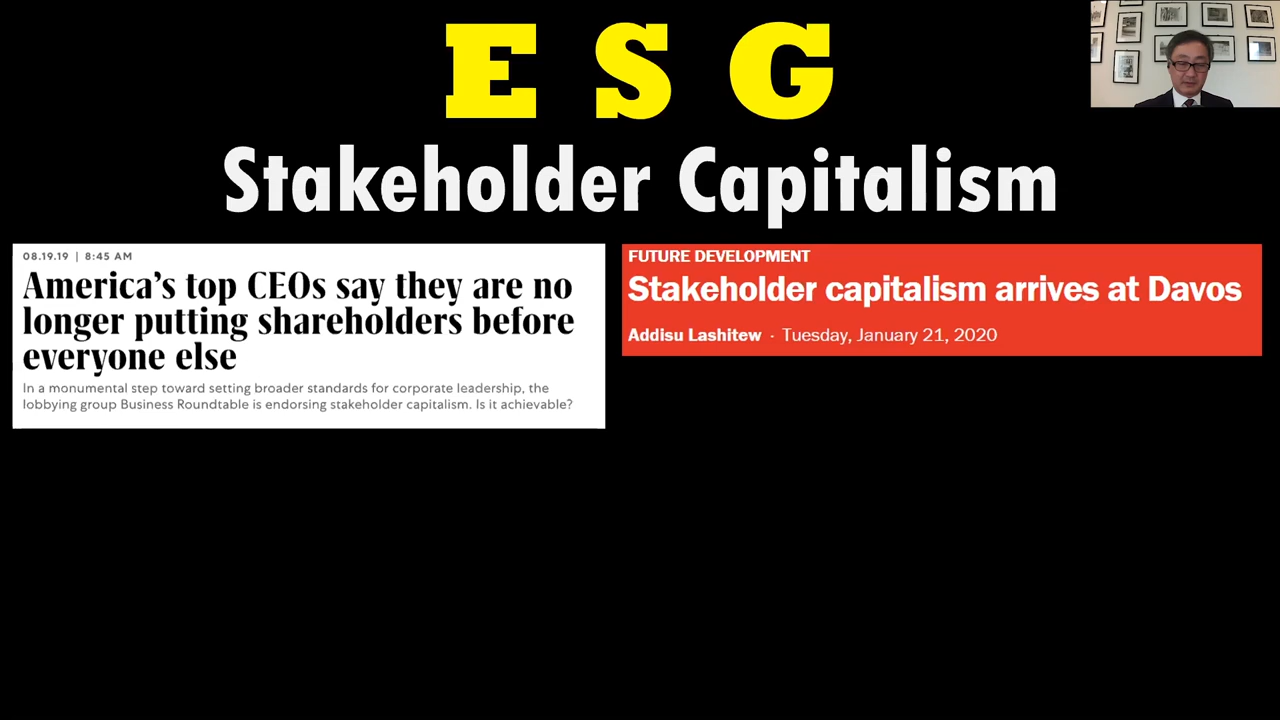 E S G
Stakeholder Capitalism
08.19.19 | 8:45 AM
America’s top CEOs say they are no
longer putting shareholders before
everyone else
In a monumental step toward setting broader standards for corporate leadership, the
lobbying group Business Roundtable is endorsing stakeholder capitalism. Is it achievable?
FUTURE DEVELOPMENT
Stakeholder capitalism arrives at Davos
Addisu Lashitew · Tuesday, January 21, 2020